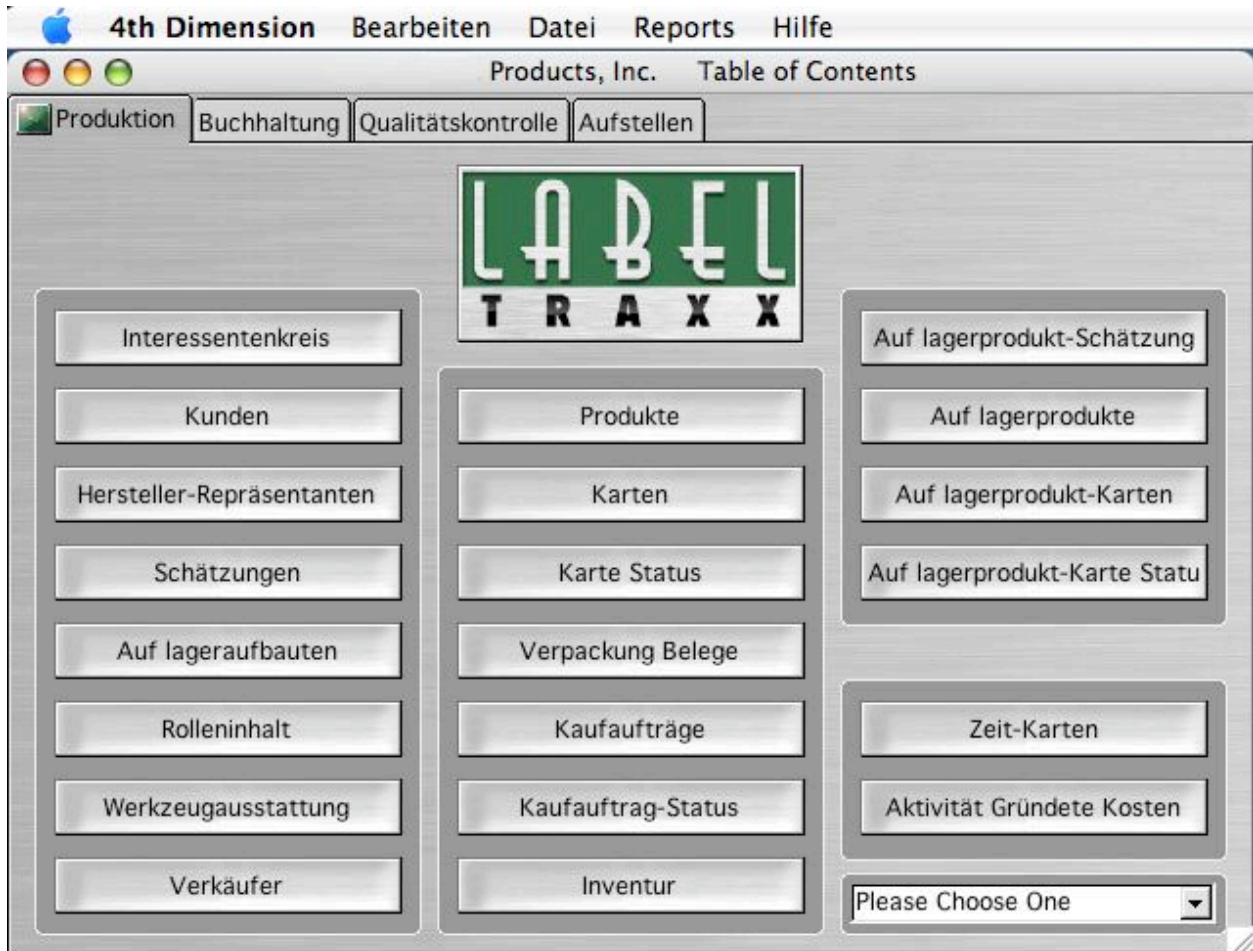 4th Dimension Bearbeiten Datei Reports Hilfe
Products, Inc. Table of Contents
Produktion Buchhaltung Qualitätskontrolle Aufstellen
LABEL
TRAXX
Interessentenkreis
Kunden
Hersteller-Repräsentanten
Schätzungen
Auf lageraufbauten
Rolleninhalt
Werkzeugausstattung
Verkäufer
Produkte
Karten
Karte Status
Verpackung Belege
Kaufaufträge
Kaufauftrag-Status
Inventur
Auf lagerprodukt-Schätzung
Auf lagerprodukte
Auf lagerprodukt-Karten
Auf lagerprodukt-Karte Statu
Zeit-Karten
Aktivität Gründete Kosten
Please Choose One